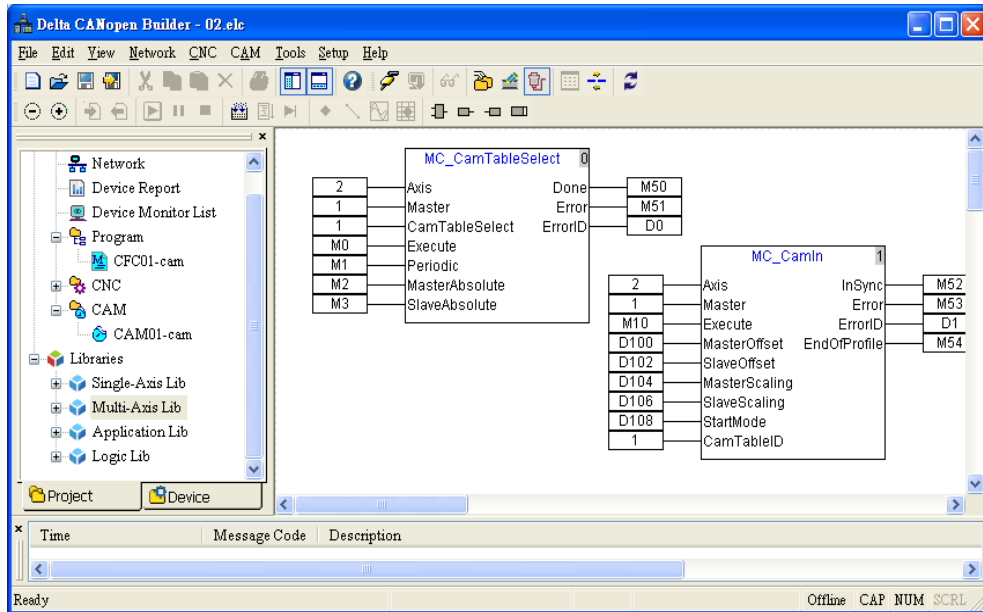 Delta CANopen Builder - 02.elc
File Edit View Network CNC CAM Tools Setup Help
Network
Device Report
Device Monitor List
Program
CFC01-cam
CNC
CAM
CAM01-cam
Libraries
Single-Axis Lib
Multi-Axis Lib
Application Lib
Logic Lib
Project Device
MC_CamTableSelect 0
2 Axis Done M50
1 Master Error M51
1 CamTableSelect ErrorID D0
M0 Execute
M1 Periodic
M2 MasterAbsolute
M3 SlaveAbsolute
MC_CamIn 1
2 Axis InSync M52
1 Master Error M53
M10 Execute ErrorID D1
D100 MasterOffset EndOfProfile M54
D102 SlaveOffset
D104 MasterScaling
D106 SlaveScaling
D108 StartMode
1 CamTableID
Time Message Code Description
Ready Offline CAP NUM SCRL